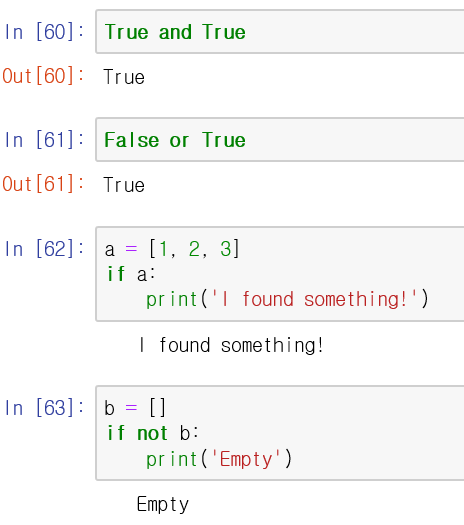 In [60]: True and True
Out[60]: True
In [61]: False or True
Out[61]: True
In [62]: a = [1, 2, 3]
if a:
    print('I found something!')
I found something!
In [63]: b = []
if not b:
    print('Empty')
Empty